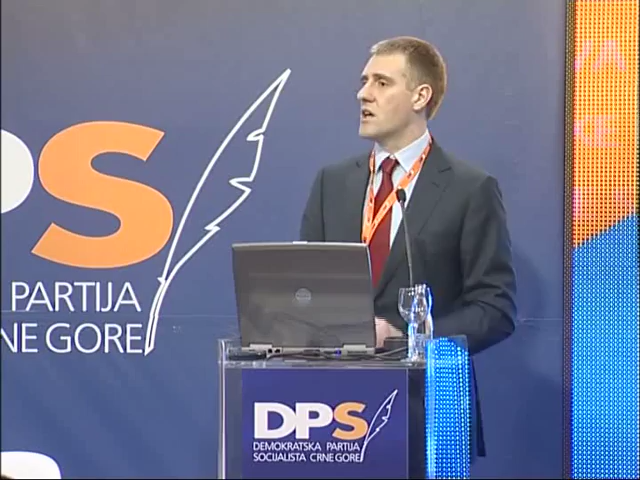 PS
PARTIJA
NE GORE
DPS
DEMOKRATSKA PARTIJA
SOCIJALISTA CRNE GORE